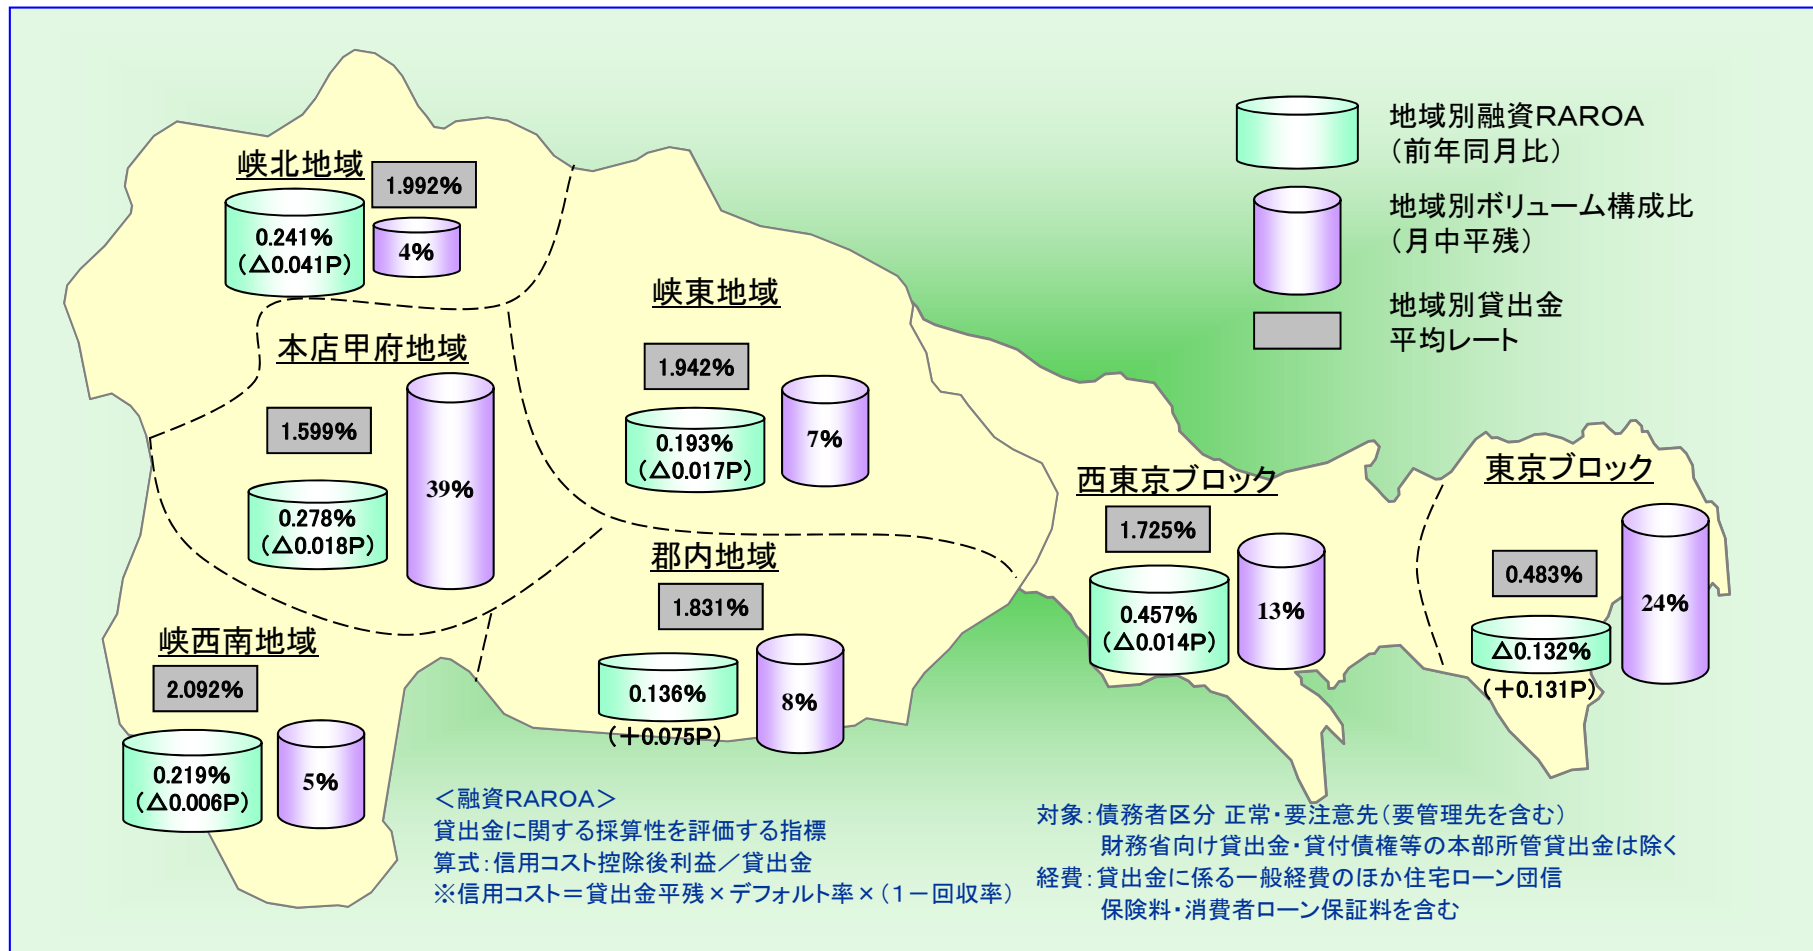 地域別融資RAROA
（前年同月比）
地域別ボリューム構成比
（月中平残）
地域別貸出金
平均レート
峡北地域
1.992%
0.241%
（△0.041P）
4%
峡東地域
1.942%
0.193%
（△0.017P）
7%
本店甲府地域
1.599%
0.278%
（△0.018P）
39%
西東京ブロック
1.725%
0.457%
（△0.014P）
13%
東京ブロック
0.483%
△0.132%
（＋0.131P）
24%
郡内地域
1.831%
0.136%
（＋0.075P）
8%
峡西南地域
2.092%
0.219%
（△0.006P）
5%
＜融資RAROA＞
貸出金に関する採算性を評価する指標
算式：信用コスト控除後利益／貸出金
※信用コスト＝貸出金平残×デフォルト率×（１－回収率）
対象：債務者区分 正常・要注意先（要管理先を含む）
財務省向け貸出金・貸付債権等の本部所管貸出金は除く
経費：貸出金に係る一般経費のほか住宅ローン団信
保険料・消費者ローン保証料を含む